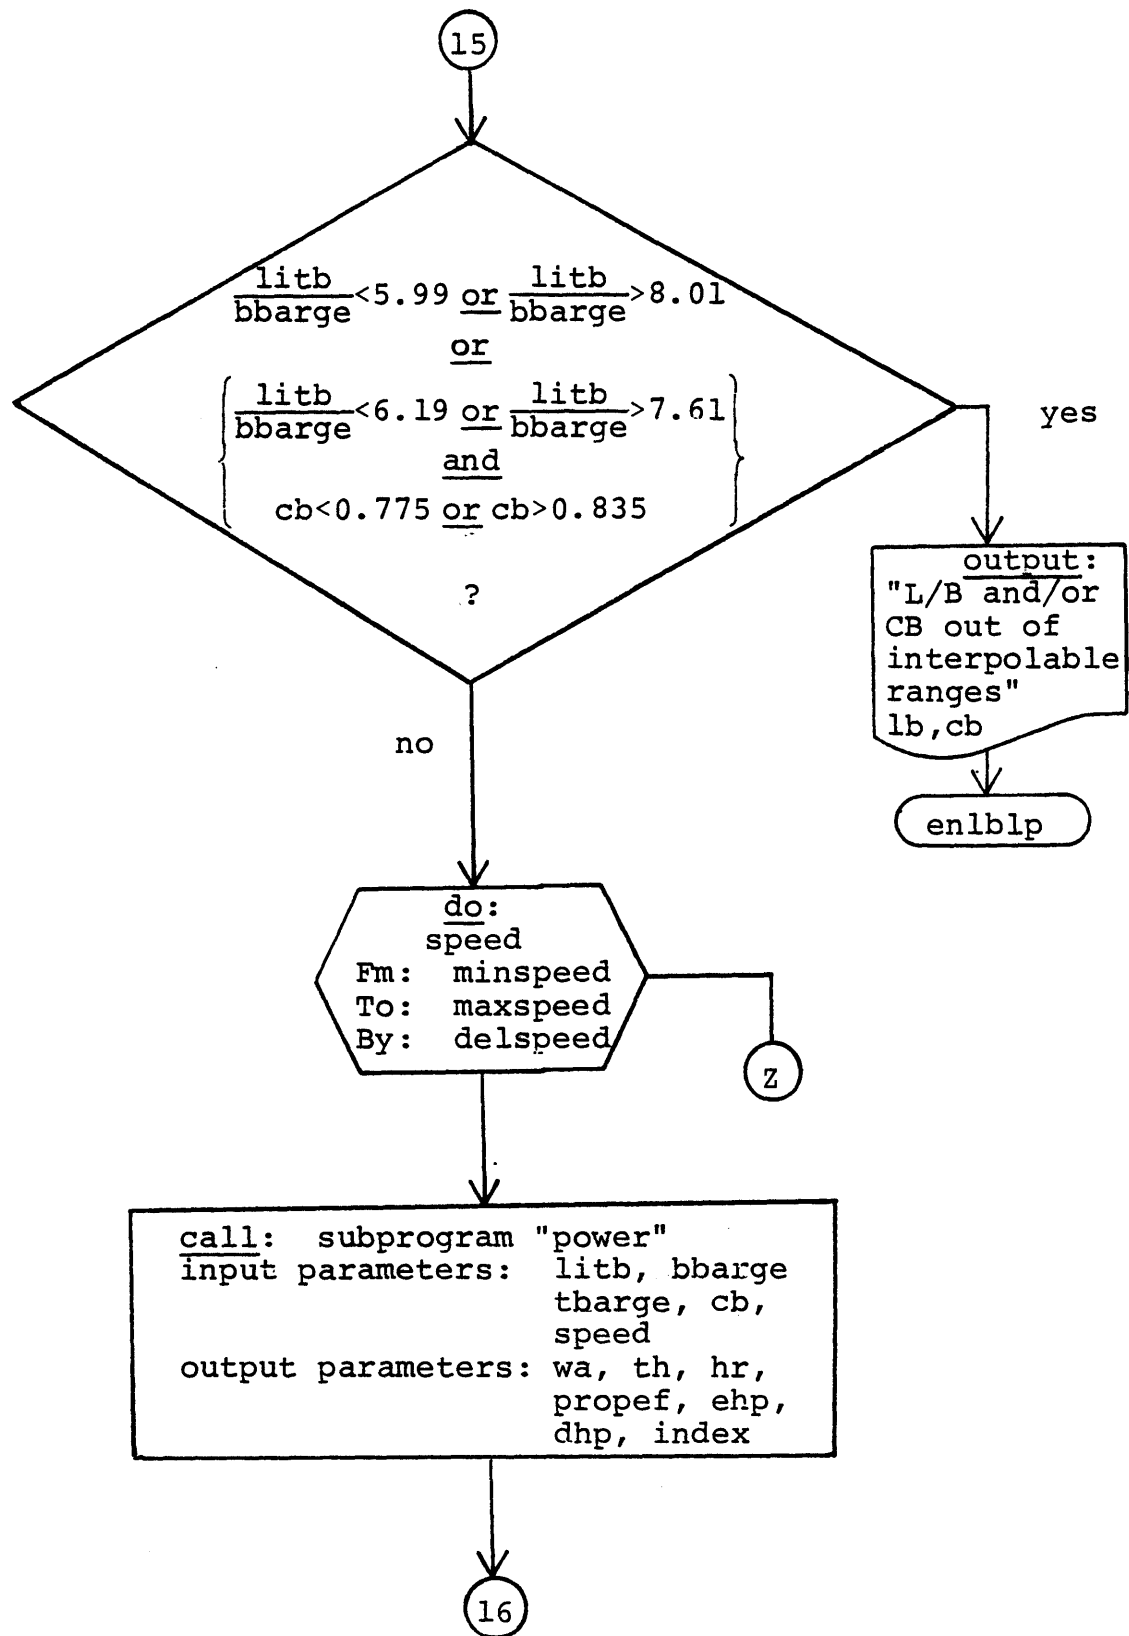 15
litb litb
bbarge<5.99 or bbarge>8.01
or
litb litb
bbarge<6.19 or bbarge>7.61
and
cb<0.775 or cb>0.835
?
yes
output:
"L/B and/or
CB out of
interpolable
ranges"
lb,cb
no
enlblp
do:
speed
Fm: minspeed
To: maxspeed
By: delspeed
Z
call: subprogram "power"
input parameters: litb, bbarge
tbarge, cb,
speed
output parameters: wa, th, hr,
propef, ehp,
dhp, index
16